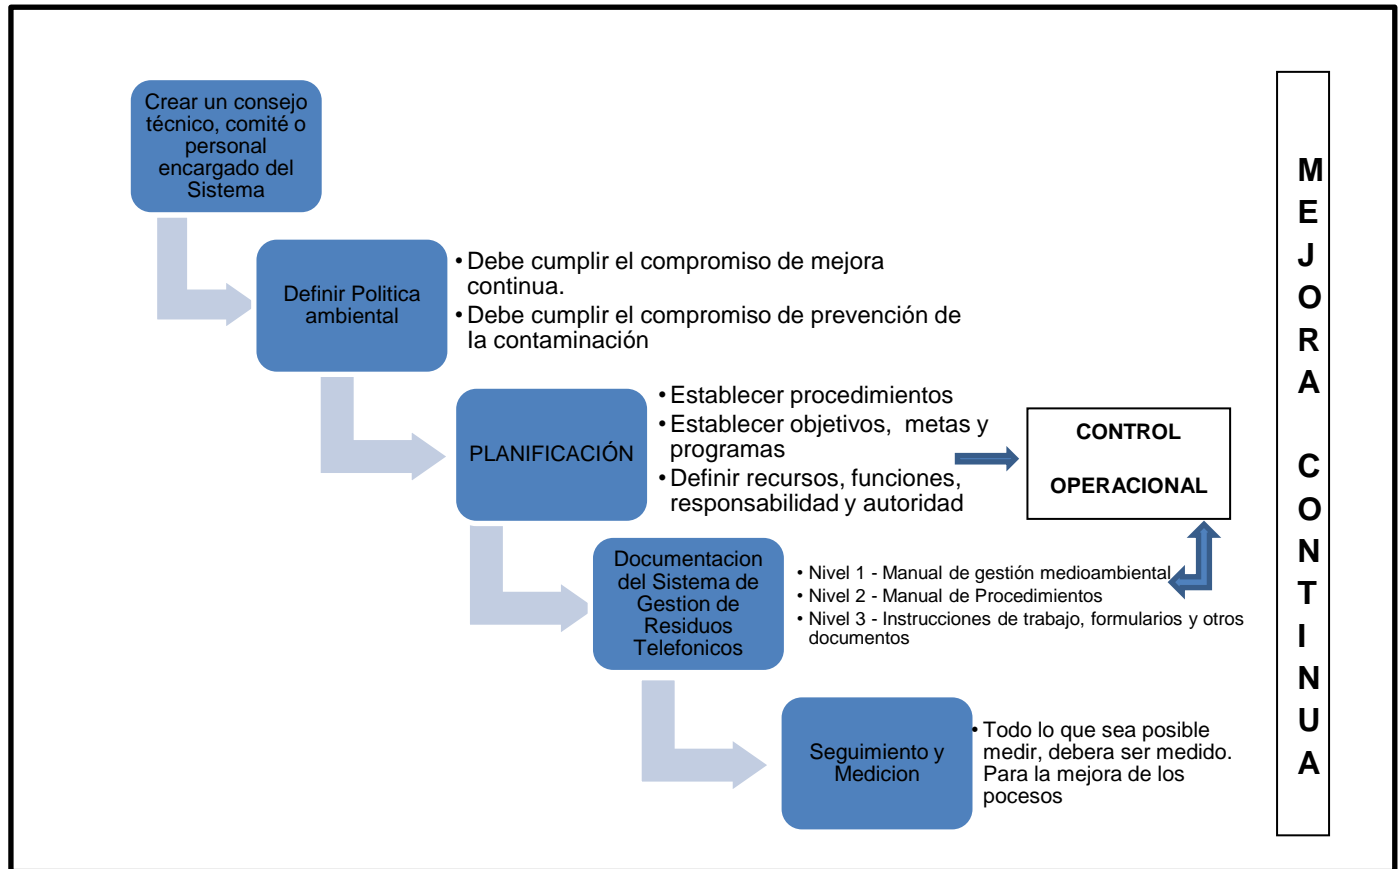 Crear un consejo
técnico, comité o
personal
encargado del
Sistema
Definir Politica
ambiental
• Debe cumplir el compromiso de mejora
continua.
• Debe cumplir el compromiso de prevención de
la contaminación
PLANIFICACIÓN
• Establecer procedimientos
• Establecer objetivos, metas y
programas
• Definir recursos, funciones,
responsabilidad y autoridad
CONTROL
OPERACIONAL
Documentacion
del Sistema de
Gestion de
Residuos
Telefonicos
• Nivel 1 - Manual de gestión medioambiental
• Nivel 2 - Manual de Procedimientos
• Nivel 3 - Instrucciones de trabajo, formularios y otros
documentos
Seguimiento y
Medicion
• Todo lo que sea posible
medir, debera ser medido.
Para la mejora de los
pocesos
MEJORA CONTINUA